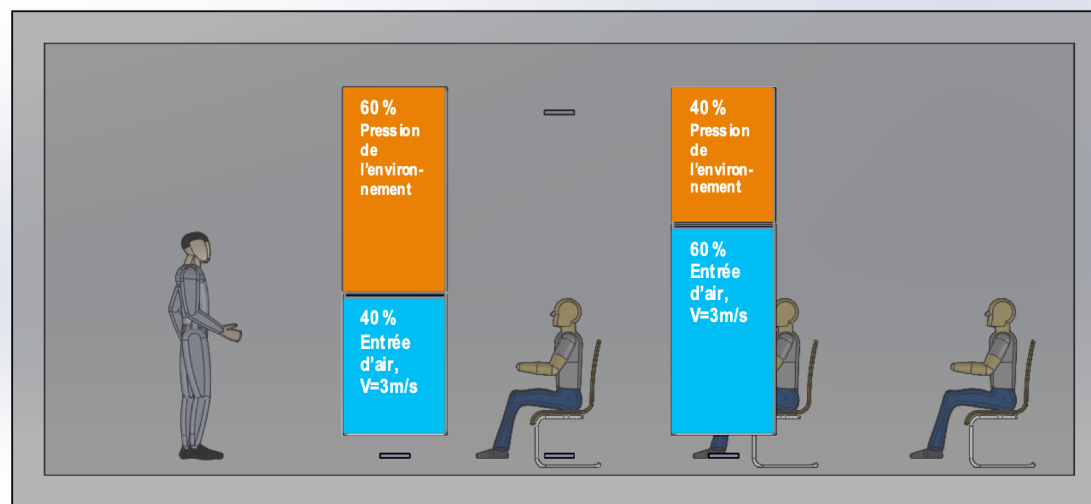 60 %
Pression
de
l'environ-
nement
40 %
Entrée
d'air,
V=3m/s
40 %
Pression
de
l'environ-
nement
60 %
Entrée
d'air,
V=3m/s